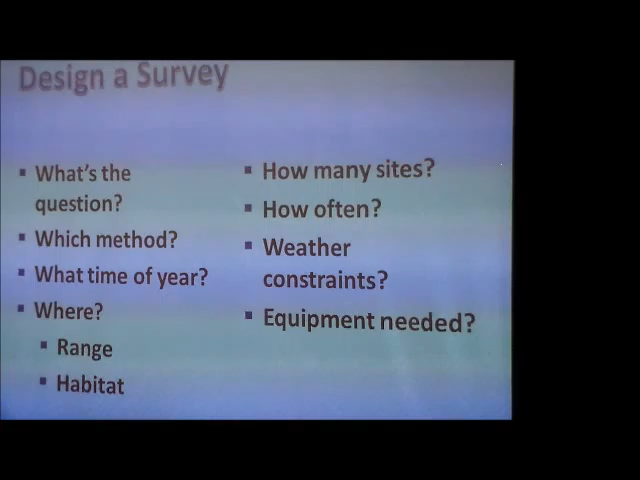 Design a Survey
▪ What's the
question?
▪ Which method?
▪ What time of year?
▪ Where?
▪ Range
▪ Habitat
▪ How many sites?
▪ How often?
▪ Weather
constraints?
▪ Equipment needed?